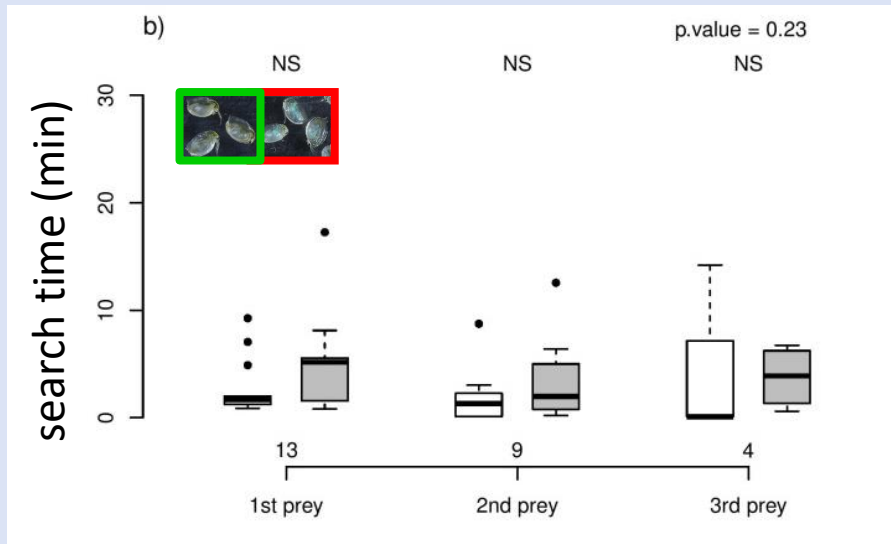 b)
p.value = 0.23
NS NS NS
search time (min)
30
20
10
0
13 9 4
1st prey 2nd prey 3rd prey